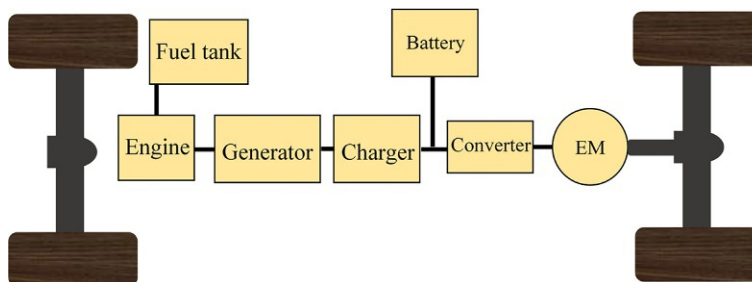 Fuel tank
Battery
Engine
Generator
Charger
Converter
EM